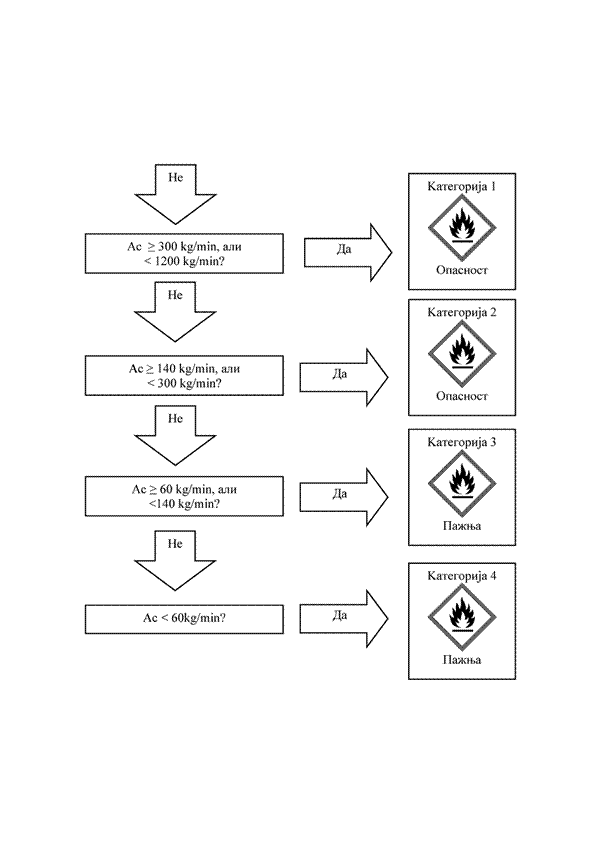 Не
Категорија 1
Ac ≥ 300 kg/min, али
< 1200 kg/min?
Да
Опасност
Не
Категорија 2
Ac ≥ 140 kg/min, али
< 300 kg/min?
Да
Опасност
Не
Категорија 3
Ac ≥ 60 kg/min, али
<140 kg/min?
Да
Пажња
Не
Категорија 4
Ac < 60kg/min?
Да
Пажња